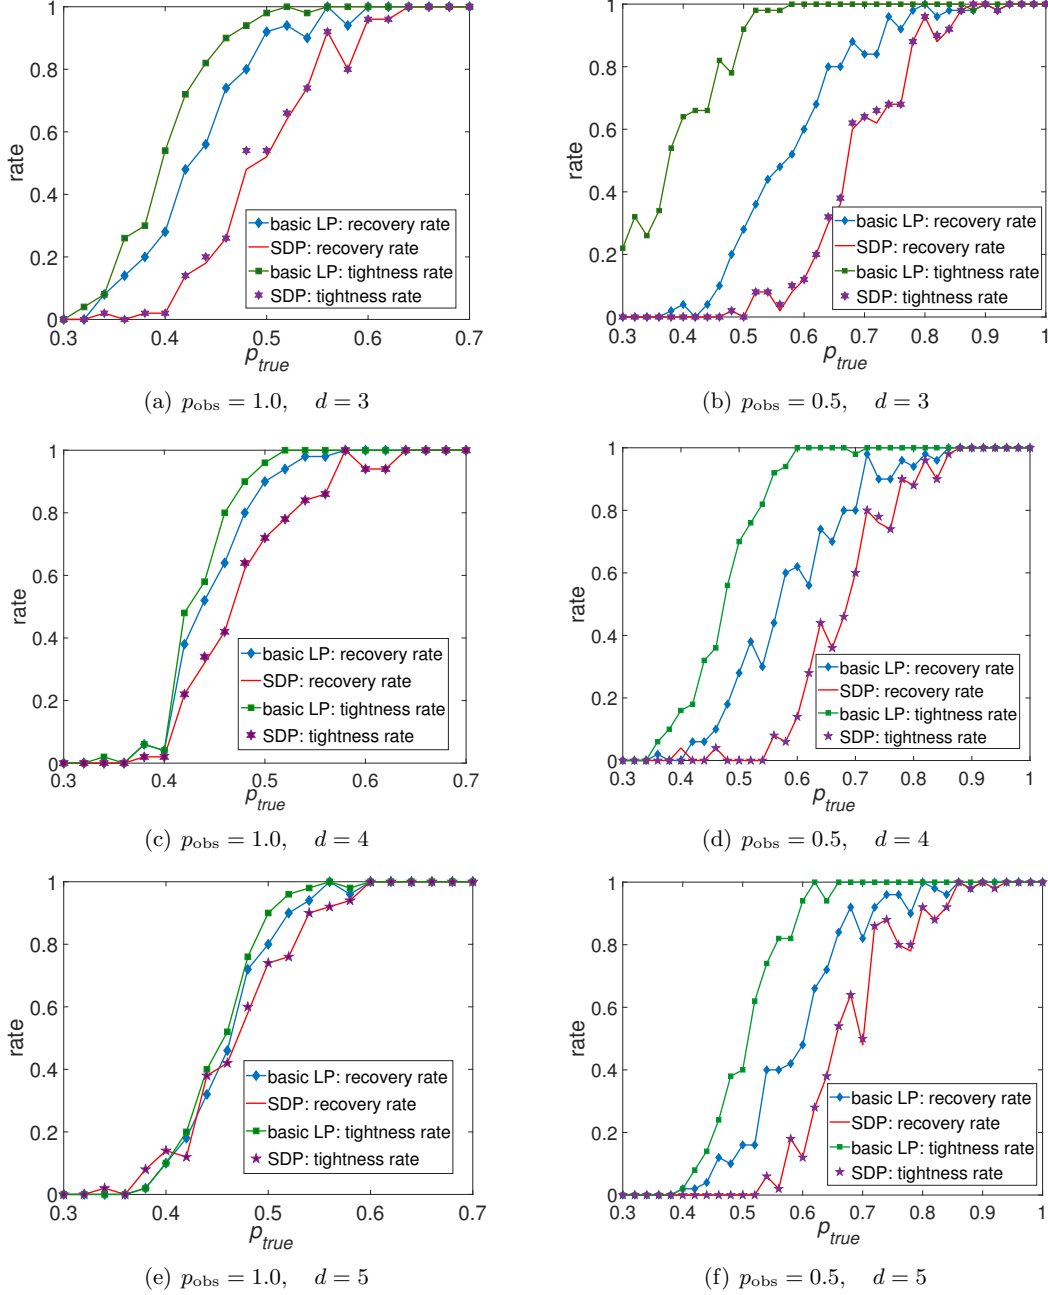 1
0.8
0.6
0.4
0.2
0
rate
0.3 0.4 0.5 0.6 0.7
p_true
basic LP: recovery rate
SDP: recovery rate
basic LP: tightness rate
SDP: tightness rate
(a) p_obs = 1.0, d = 3
1
0.8
0.6
0.4
0.2
0
rate
0.3 0.4 0.5 0.6 0.7 0.8 0.9 1
p_true
basic LP: recovery rate
SDP: recovery rate
basic LP: tightness rate
SDP: tightness rate
(b) p_obs = 0.5, d = 3
1
0.8
0.6
0.4
0.2
0
rate
0.3 0.4 0.5 0.6 0.7
p_true
basic LP: recovery rate
SDP: recovery rate
basic LP: tightness rate
SDP: tightness rate
(c) p_obs = 1.0, d = 4
1
0.8
0.6
0.4
0.2
0
rate
0.3 0.4 0.5 0.6 0.7 0.8 0.9 1
p_true
basic LP: recovery rate
SDP: recovery rate
basic LP: tightness rate
SDP: tightness rate
(d) p_obs = 0.5, d = 4
1
0.8
0.6
0.4
0.2
0
rate
0.3 0.4 0.5 0.6 0.7
p_true
basic LP: recovery rate
SDP: recovery rate
basic LP: tightness rate
SDP: tightness rate
(e) p_obs = 1.0, d = 5
1
0.8
0.6
0.4
0.2
0
rate
0.3 0.4 0.5 0.6 0.7 0.8 0.9 1
p_true
basic LP: recovery rate
SDP: recovery rate
basic LP: tightness rate
SDP: tightness rate
(f) p_obs = 0.5, d = 5